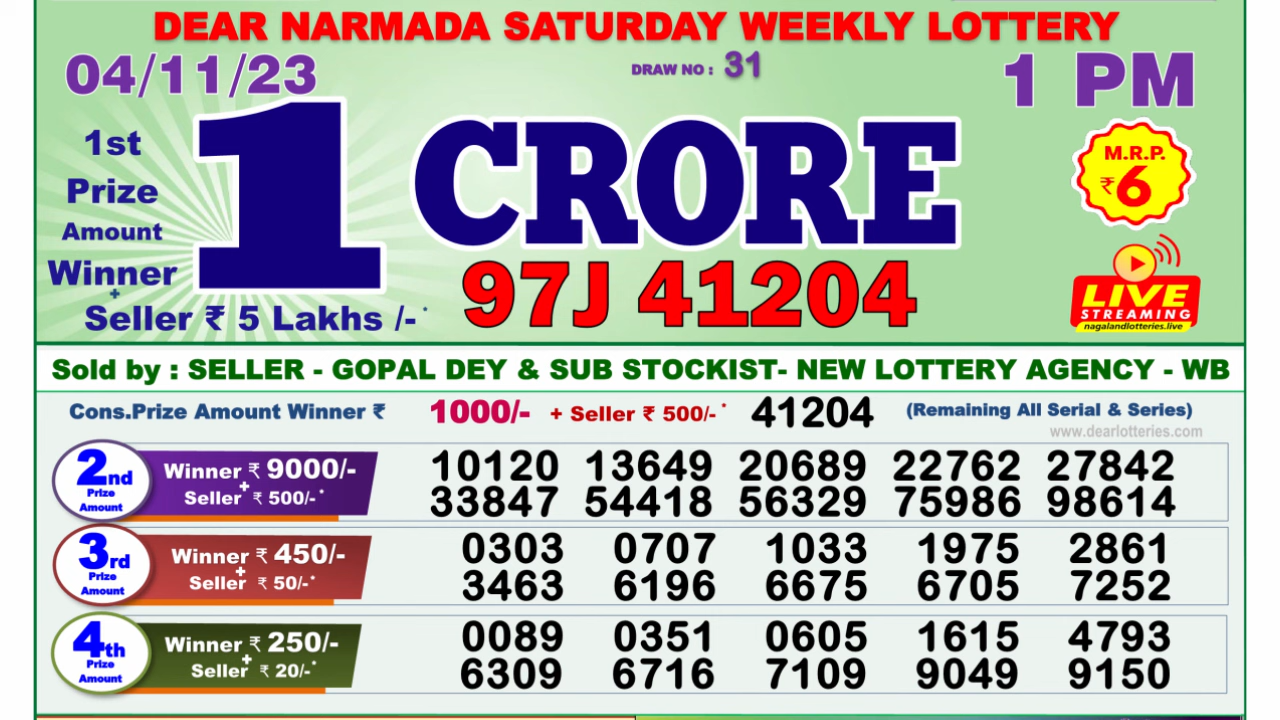 DEAR NARMADA SATURDAY WEEKLY LOTTERY
04/11/23
DRAW NO : 31
1 PM
1st
Prize
Amount
Winner
+
Seller ₹ 5 Lakhs /- *
1 CRORE
97J 41204
M.R.P.
₹6
LIVE
STREAMING
nagalandlotteries.live
Sold by : SELLER - GOPAL DEY & SUB STOCKIST- NEW LOTTERY AGENCY - WB
Cons.Prize Amount Winner ₹ 1000/- + Seller ₹ 500/- * 41204 (Remaining All Serial & Series)
www.dearlotteries.com
2nd
Prize
Amount
Winner ₹ 9000/-
+
Seller ₹ 500/- *
10120 13649 20689 22762 27842
33847 54418 56329 75986 98614
3rd
Prize
Amount
Winner ₹ 450/-
+
Seller ₹ 50/- *
0303 0707 1033 1975 2861
3463 6196 6675 6705 7252
4th
Prize
Amount
Winner ₹ 250/-
+
Seller ₹ 20/- *
0089 0351 0605 1615 4793
6309 6716 7109 9049 9150